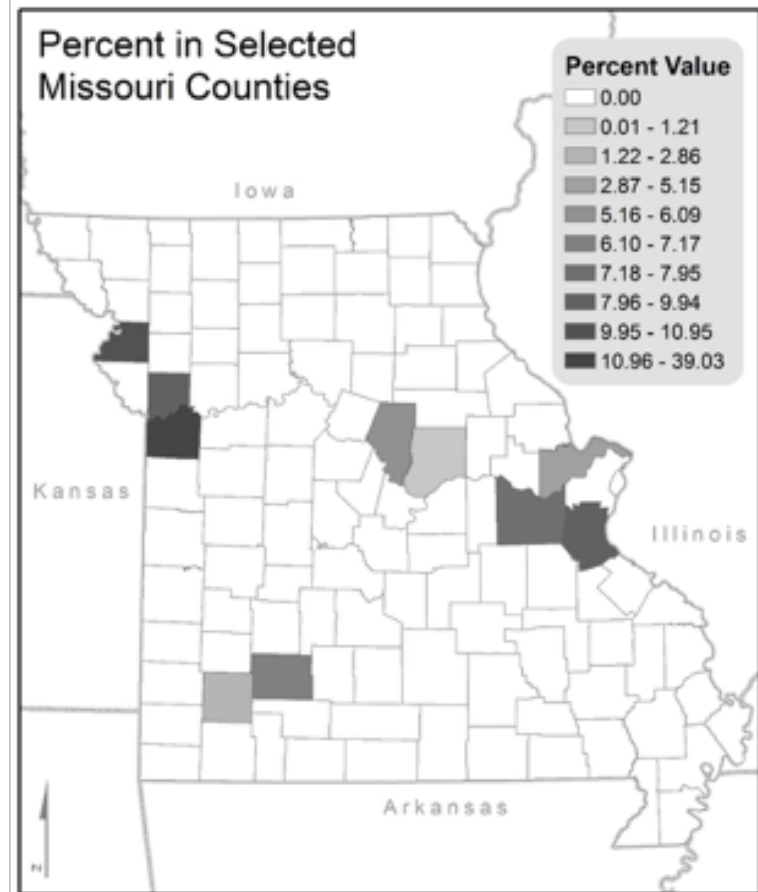 Percent in Selected
Missouri Counties
Percent Value
0.00
0.01 - 1.21
1.22 - 2.86
2.87 - 5.15
5.16 - 6.09
6.10 - 7.17
7.18 - 7.95
7.96 - 9.94
9.95 - 10.95
10.96 - 39.03
Iowa
Kansas
Illinois
Arkansas
N